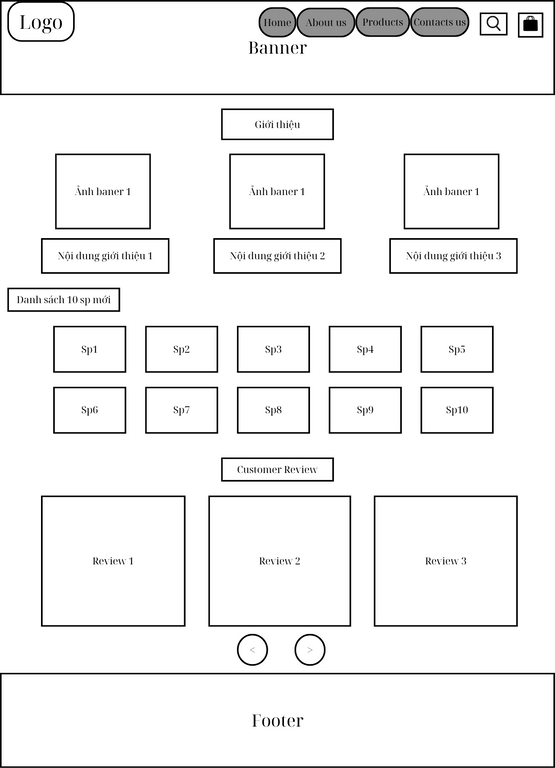 Logo
Home
About us
Products
Contacts us
Banner
Giới thiệu
Ảnh baner 1
Ảnh baner 1
Ảnh baner 1
Nội dung giới thiệu 1
Nội dung giới thiệu 2
Nội dung giới thiệu 3
Danh sách 10 sp mới
Sp1
Sp2
Sp3
Sp4
Sp5
Sp6
Sp7
Sp8
Sp9
Sp10
Customer Review
Review 1
Review 2
Review 3
<
>
Footer